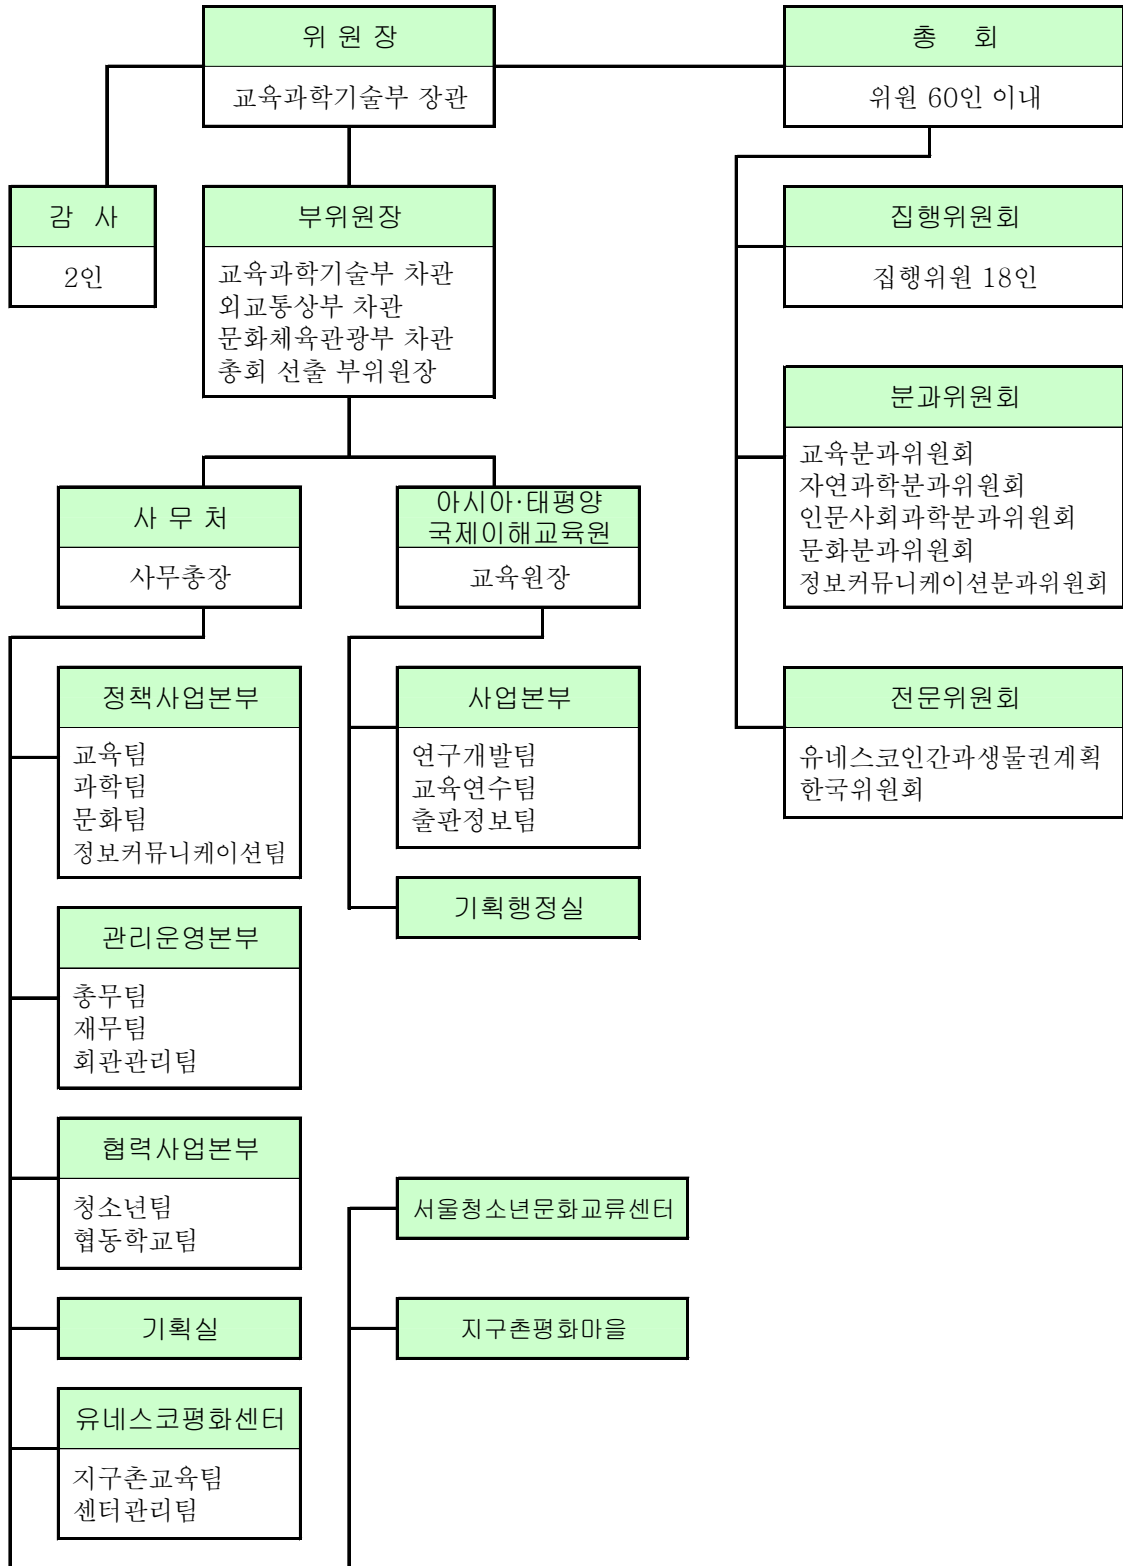 위 원 장
교육과학기술부 장관
총 회
위원 60인 이내
감 사
2인
부위원장
교육과학기술부 차관
외교통상부 차관
문화체육관광부 차관
총회 선출 부위원장
집행위원회
집행위원 18인
분과위원회
교육분과위원회
자연과학분과위원회
인문사회과학분과위원회
문화분과위원회
정보커뮤니케이션분과위원회
사 무 처
사무총장
아시아·태평양
국제이해교육원
교육원장
정책사업본부
교육팀
과학팀
문화팀
정보커뮤니케이션팀
사업본부
연구개발팀
교육연수팀
출판정보팀
전문위원회
유네스코인간과생물권계획
한국위원회
기획행정실
관리운영본부
총무팀
재무팀
회관관리팀
협력사업본부
청소년팀
협동학교팀
서울청소년문화교류센터
기획실
지구촌평화마을
유네스코평화센터
지구촌교육팀
센터관리팀